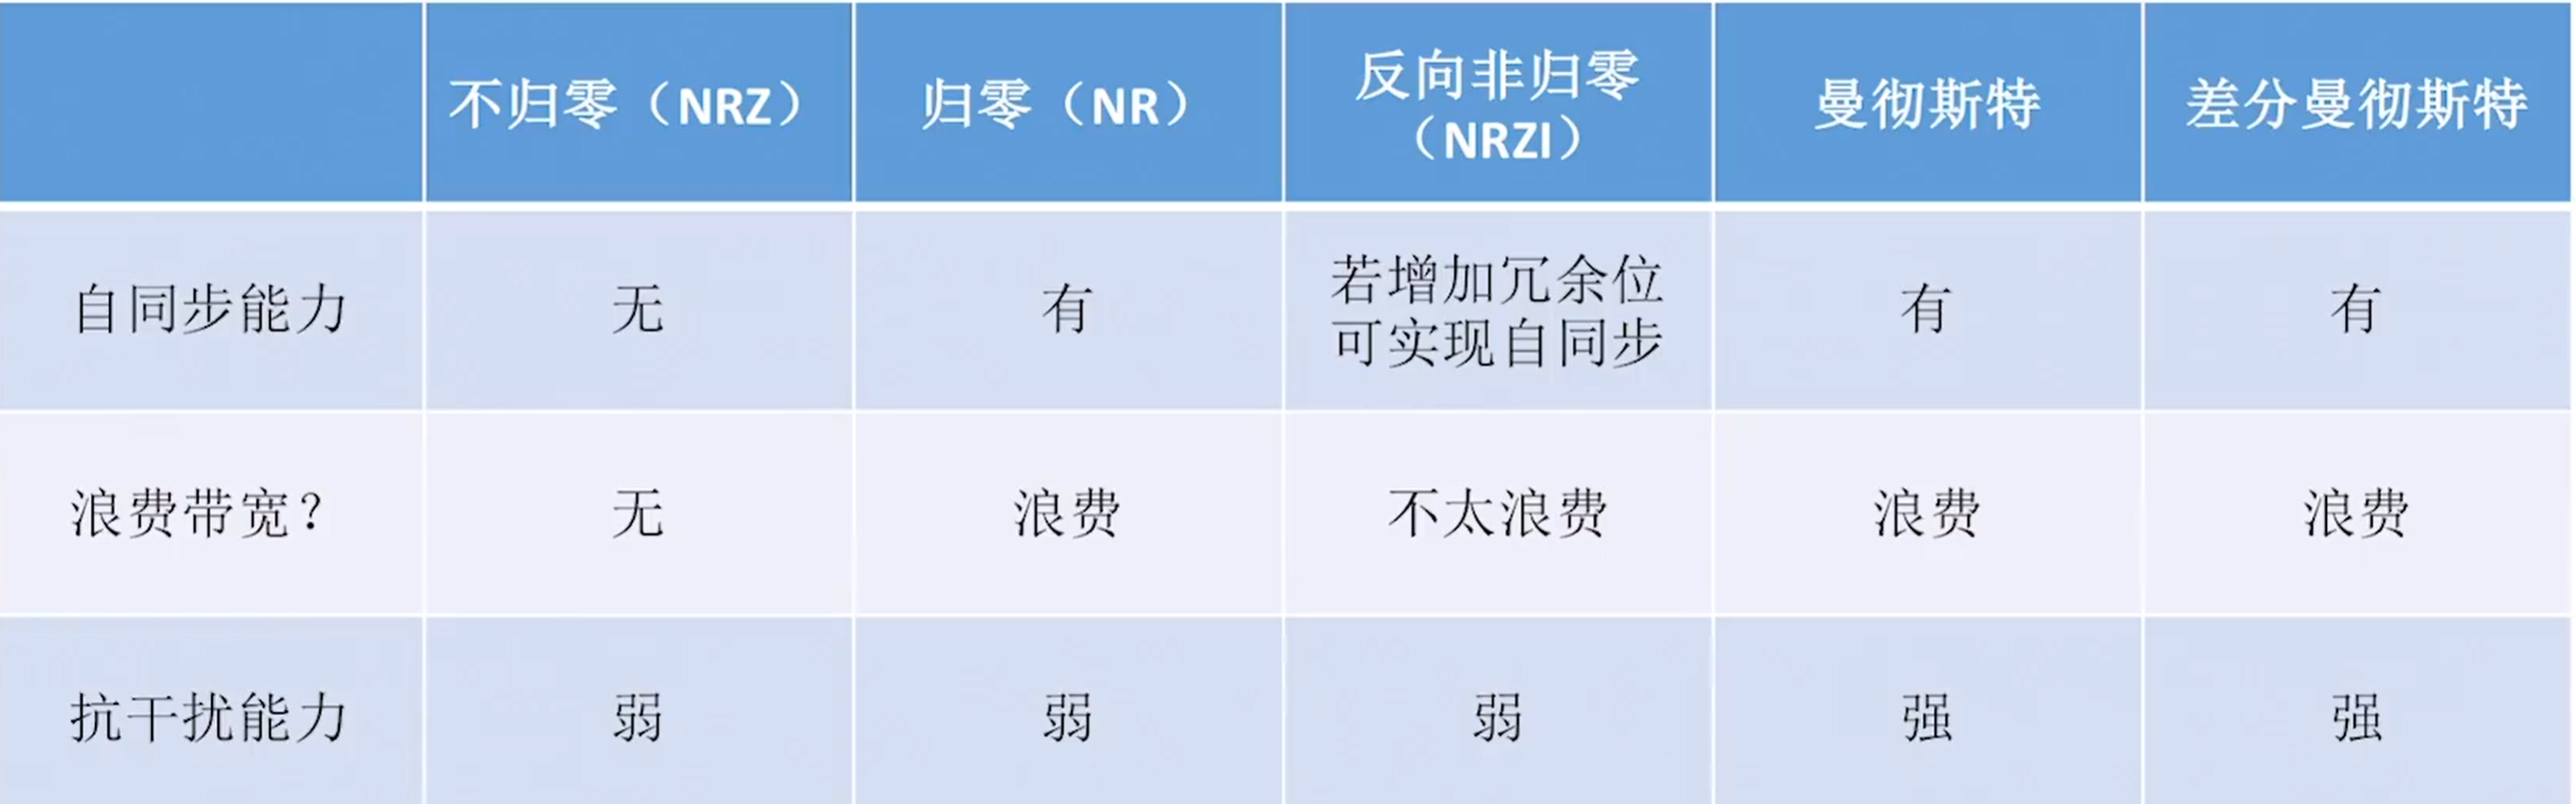 不归零（NRZ）
归零（NR）
反向非归零
（NRZI）
曼彻斯特
差分曼彻斯特
自同步能力
无
有
若增加冗余位
可实现自同步
有
有
浪费带宽？
无
浪费
不太浪费
浪费
浪费
抗干扰能力
弱
弱
弱
强
强